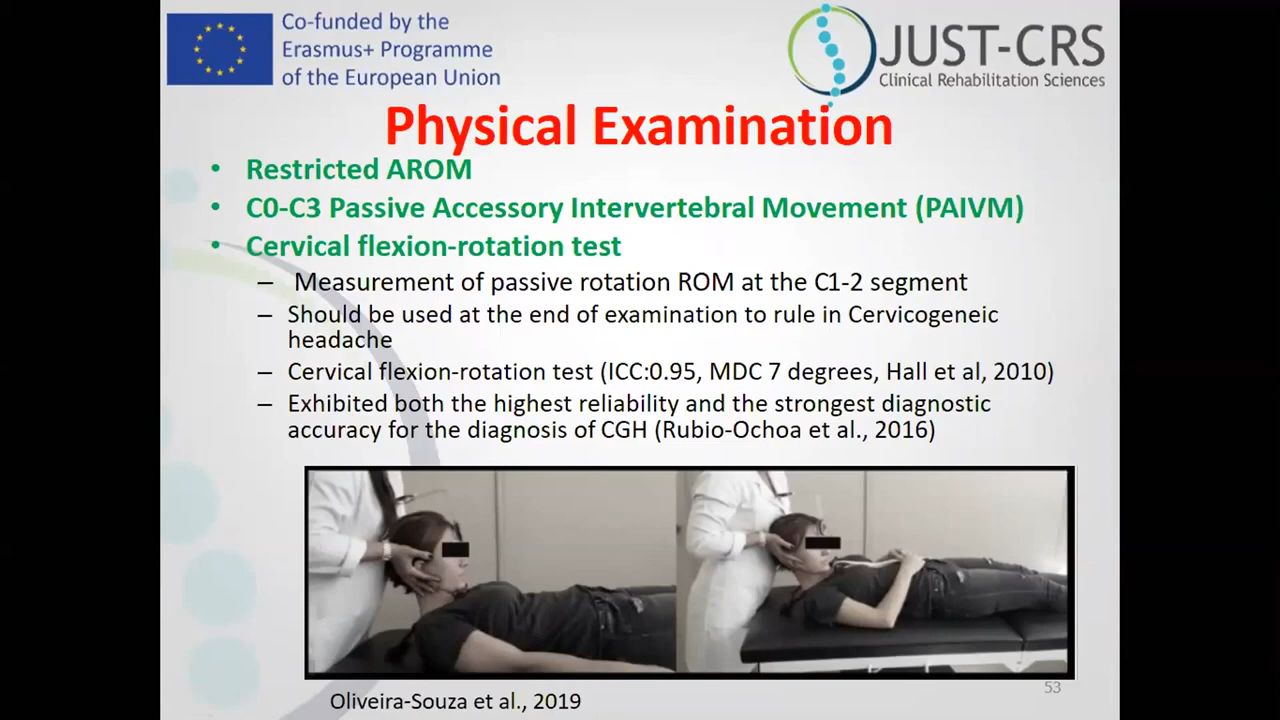 Co-funded by the
Erasmus+ Programme
of the European Union
JUST-CRS
Clinical Rehabilitation Sciences
Physical Examination
• Restricted AROM
• C0-C3 Passive Accessory Intervertebral Movement (PAIVM)
• Cervical flexion-rotation test
– Measurement of passive rotation ROM at the C1-2 segment
– Should be used at the end of examination to rule in Cervicogeneic
headache
– Cervical flexion-rotation test (ICC:0.95, MDC 7 degrees, Hall et al, 2010)
– Exhibited both the highest reliability and the strongest diagnostic
accuracy for the diagnosis of CGH (Rubio-Ochoa et al., 2016)
53
Oliveira-Souza et al., 2019